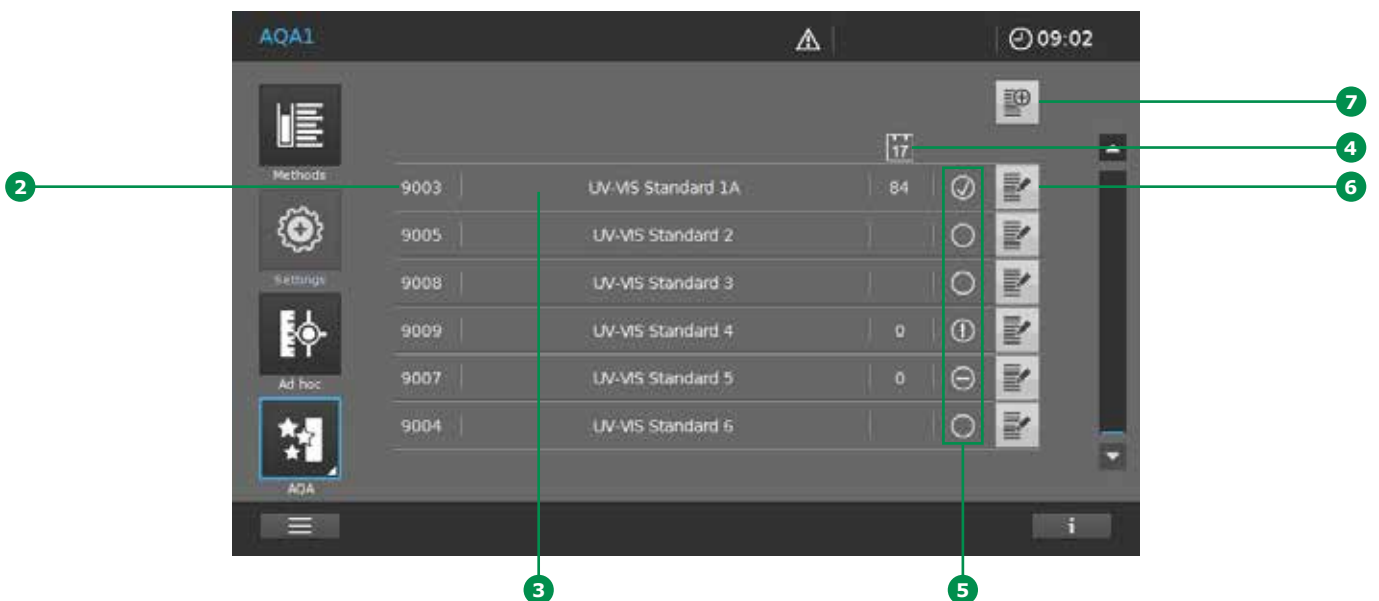 AQA1 09:02
7
17 4
Methods
2 9003 UV-VIS Standard 1A 84 6
9005 UV-VIS Standard 2
Settings
9008 UV-VIS Standard 3
9009 UV-VIS Standard 4 0
Ad hoc
9007 UV-VIS Standard 5 0
9004 UV-VIS Standard 6
AQA
i
3 5